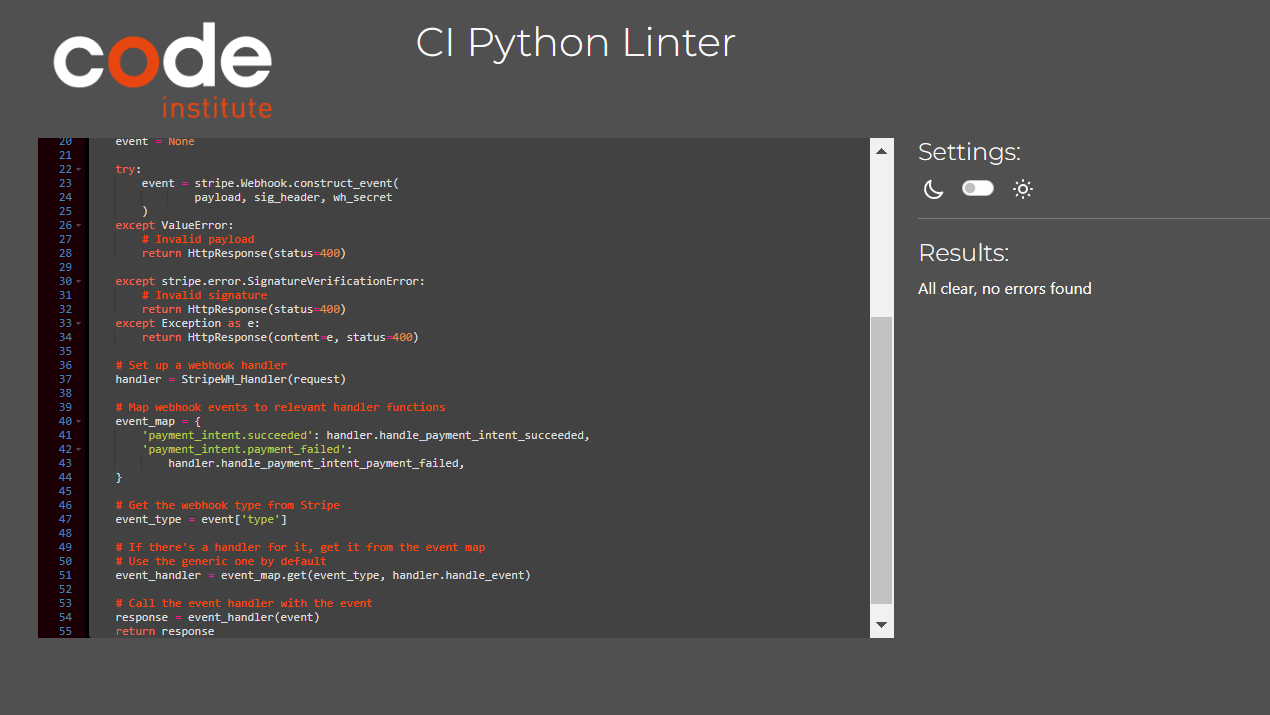 code
institute
CI Python Linter
20 event = None
21
22 try:
23 event = stripe.Webhook.construct_event(
24 payload, sig_header, wh_secret
25 )
26 except ValueError:
27 # Invalid payload
28 return HttpResponse(status=400)
29
30 except stripe.error.SignatureVerificationError:
31 # Invalid signature
32 return HttpResponse(status=400)
33 except Exception as e:
34 return HttpResponse(content=e, status=400)
35
36 # Set up a webhook handler
37 handler = StripeWH_Handler(request)
38
39 # Map webhook events to relevant handler functions
40 event_map = {
41 'payment_intent.succeeded': handler.handle_payment_intent_succeeded,
42 'payment_intent.payment_failed':
43 handler.handle_payment_intent_payment_failed,
44 }
45
46 # Get the webhook type from Stripe
47 event_type = event['type']
48
49 # If there's a handler for it, get it from the event map
50 # Use the generic one by default
51 event_handler = event_map.get(event_type, handler.handle_event)
52
53 # Call the event handler with the event
54 response = event_handler(event)
55 return response
Settings:
Results:
All clear, no errors found